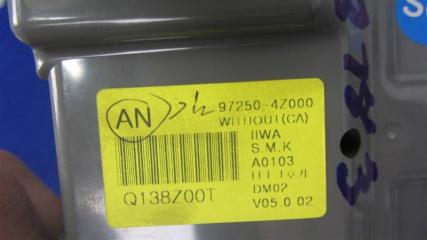 AN
97250-4Z000
WITHOUT(CA)
IIWA
S.M.K
A0103
DM02
V05.0 02
Q138Z00T